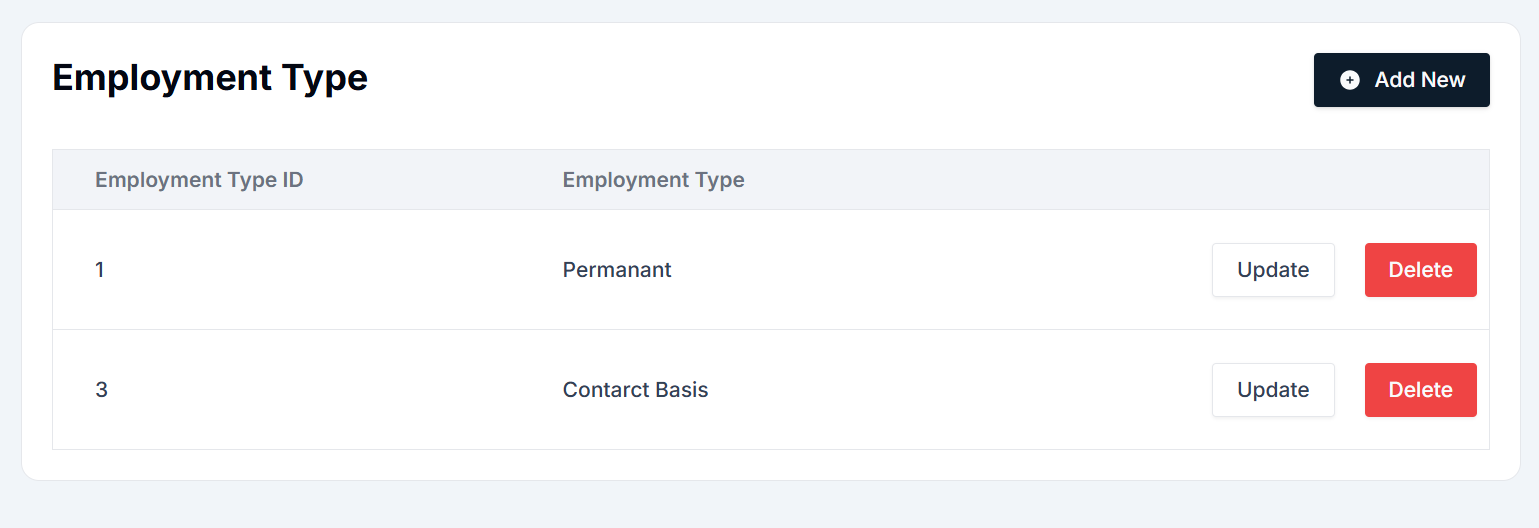 Employment Type
Add New
Employment Type ID Employment Type
1 Permanant Update Delete
3 Contarct Basis Update Delete